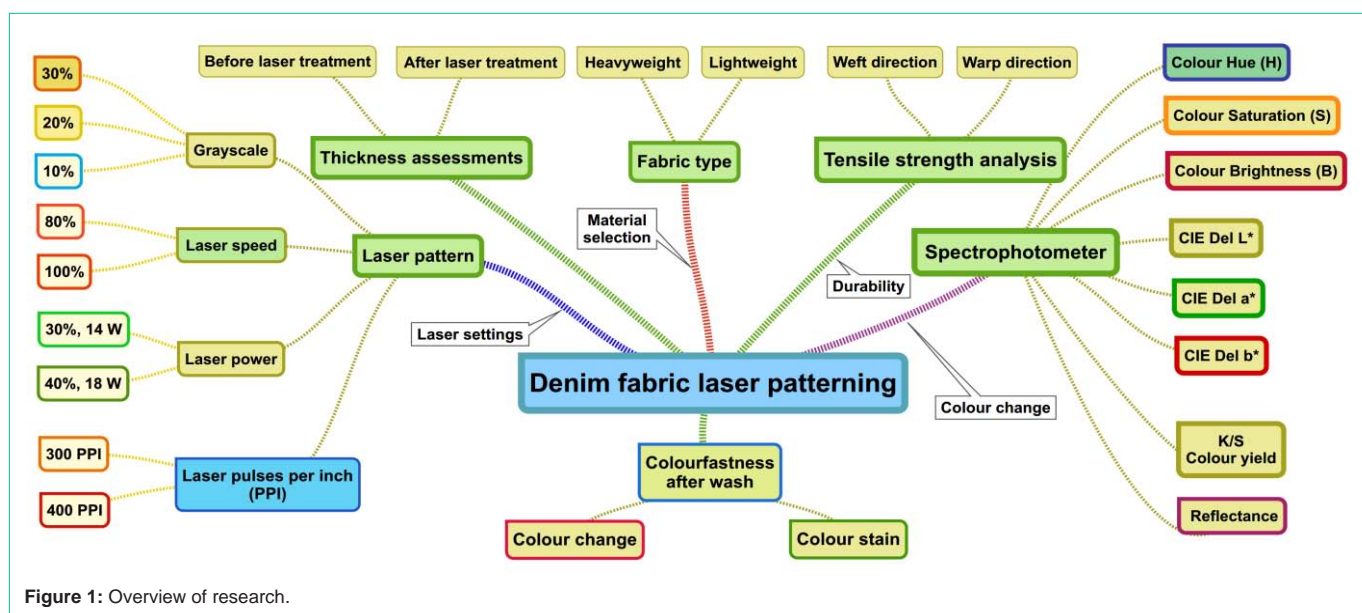 Before laser treatment
After laser treatment
Heavyweight
Lightweight
Weft direction
Warp direction
Colour Hue (H)
30%
20%
10%
Grayscale
Thickness assessments
Fabric type
Tensile strength analysis
Colour Saturation (S)
Colour Brightness (B)
80%
100%
Laser speed
Laser pattern
Material
selection
Durability
Spectrophotometer
CIE Del L*
CIE Del a*
CIE Del b*
30%, 14 W
40%, 18 W
Laser power
Laser settings
Denim fabric laser patterning
Colour change
300 PPI
400 PPI
Laser pulses per inch
(PPI)
Colourfastness
after wash
Colour change
Colour stain
K/S
Colour yield
Reflectance
Figure 1: Overview of research.